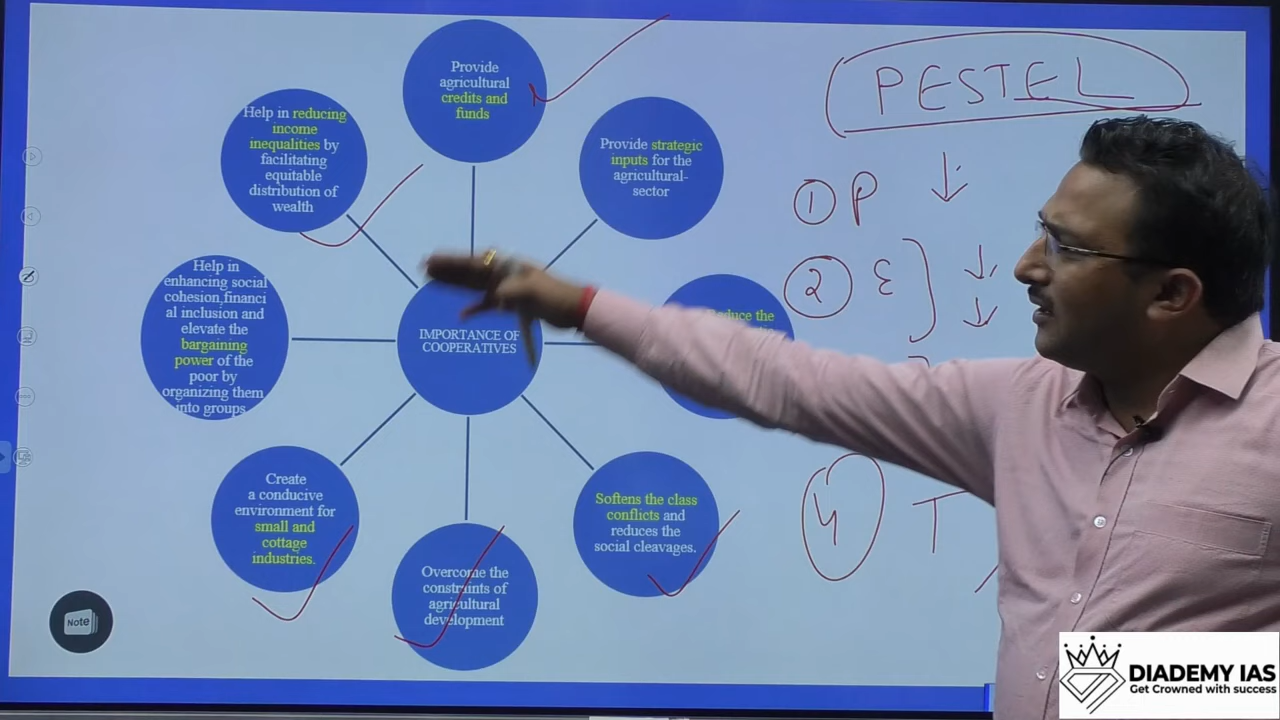 Provide
agricultural
credits and
funds
Provide strategic
inputs for the
agricultural-
sector
Reduce the
Softens the class
conflicts and
reduces the
social cleavages.
Overcome the
constraints of
agricultural
development
Create
a conducive
environment for
small and
cottage
industries.
Help in
enhancing social
cohesion,financi
al inclusion and
elevate the
bargaining
power of the
poor by
organizing them
into groups
Help in reducing
income
inequalities by
facilitating
equitable
distribution of
wealth
IMPORTANCE OF
COOPERATIVES
PESTEL
1 P
2 E
4 T
Note
DIADEMY IAS
Get Crowned with success